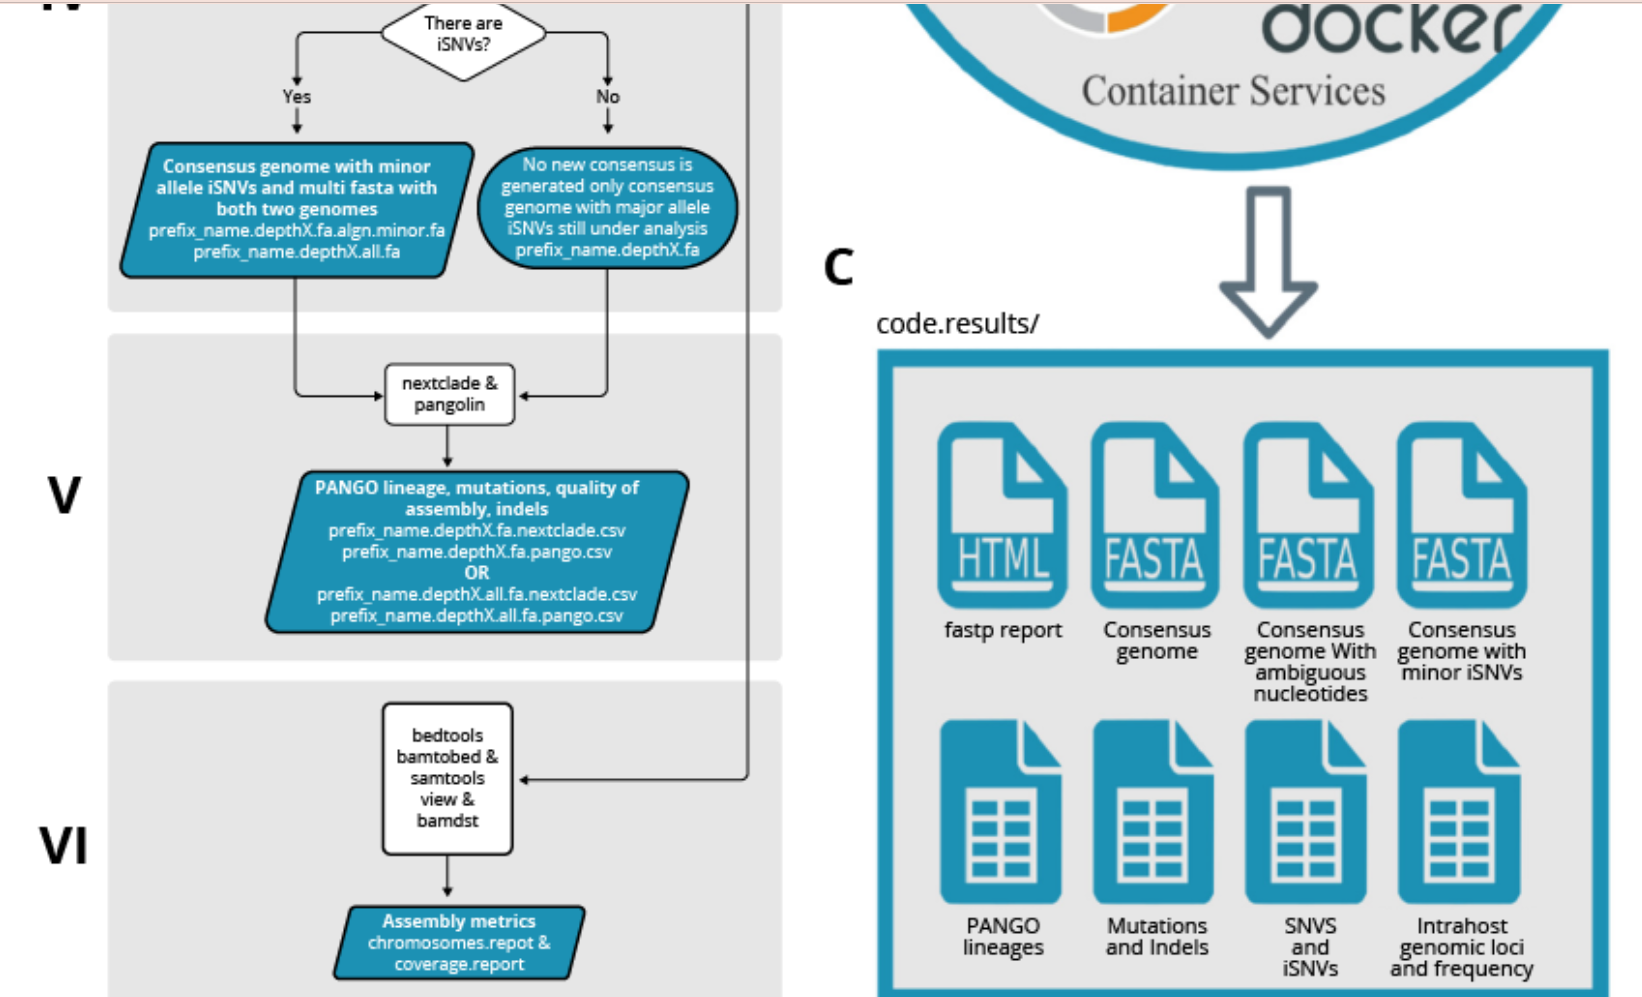 IV
There are
iSNVs?
Yes
No
Consensus genome with minor
allele iSNVs and multi fasta with
both two genomes
prefix_name.depthX.fa.algn.minor.fa
prefix_name.depthX.all.fa
No new consensus is
generated only consensus
genome with major allele
iSNVs still under analysis
prefix_name.depthX.fa
V
nextclade &
pangolin
PANGO lineage, mutations, quality of
assembly, indels
prefix_name.depthX.fa.nextclade.csv
prefix_name.depthX.fa.pango.csv
OR
prefix_name.depthX.all.fa.nextclade.csv
prefix_name.depthX.all.fa.pango.csv
VI
bedtools
bamtobed &
samtools
view &
bamdst
Assembly metrics
chromosomes.repot &
coverage.report
docker
Container Services
C
code.results/
HTML
fastp report
FASTA
Consensus
genome
FASTA
Consensus
genome With
ambiguous
nucleotides
FASTA
Consensus
genome with
minor iSNVs
PANGO
lineages
Mutations
and Indels
SNVS
and
iSNVs
Intrahost
genomic loci
and frequency